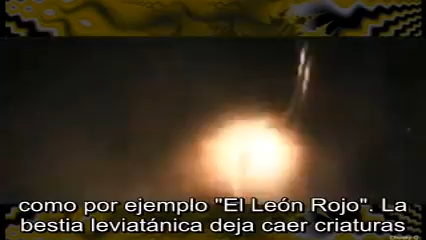 como por ejemplo "El León Rojo". La
bestia leviatánica deja caer criaturas